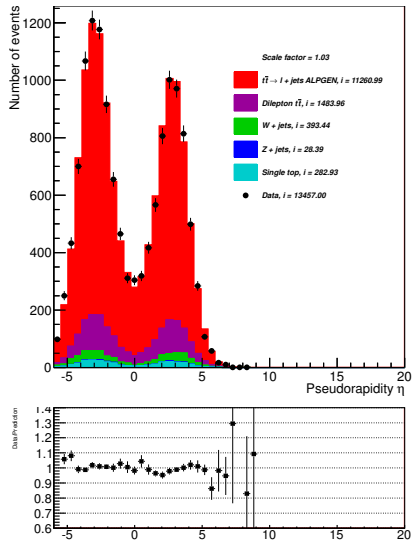 Number of events
1200
1000
800
600
400
200
0
Scale factor = 1.03
tt̄ → l + jets ALPGEN, i = 11260.99
Dilepton tt̄, i = 1483.96
W + jets, i = 393.44
Z + jets, i = 28.39
Single top, i = 282.93
Data, i = 13457.00
-5 0 5 10 15 20
Pseudorapidity η
Data/Prediction
1.4
1.3
1.2
1.1
1
0.9
0.8
0.7
0.6
-5 0 5 10 15 20